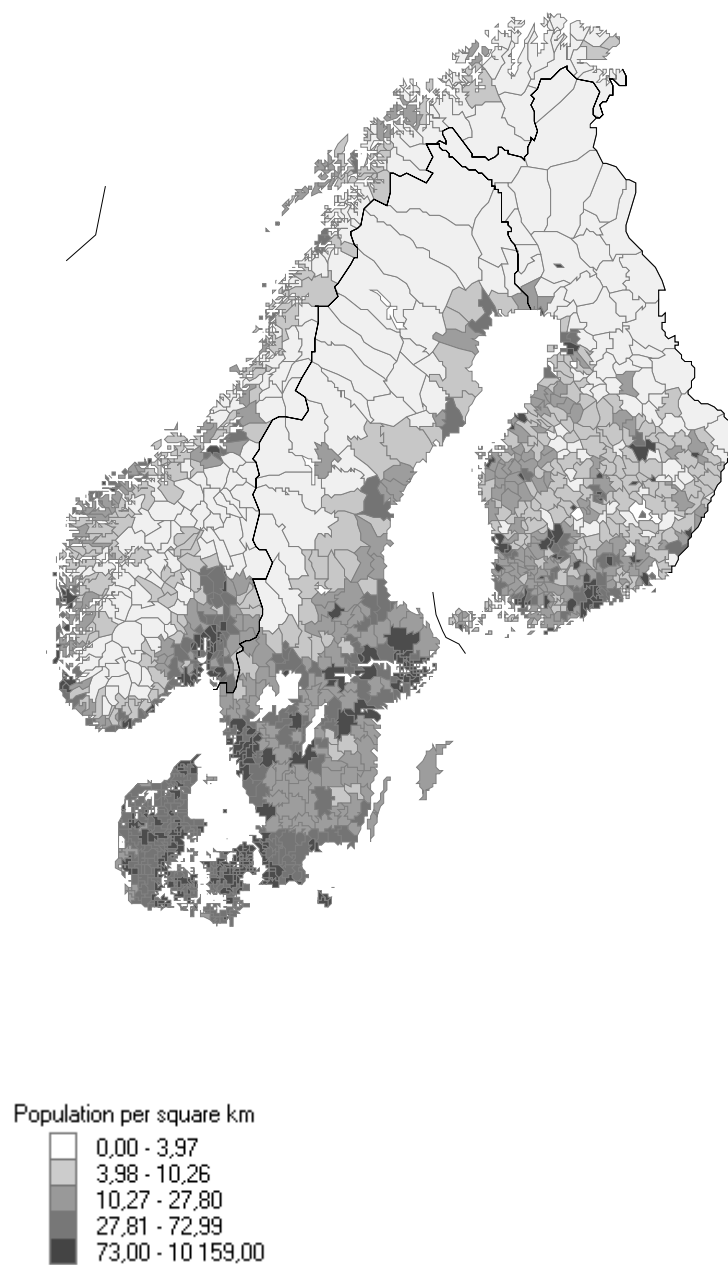 Population per square km
0,00 - 3,97
3,98 - 10,26
10,27 - 27,80
27,81 - 72,99
73,00 - 10 159,00